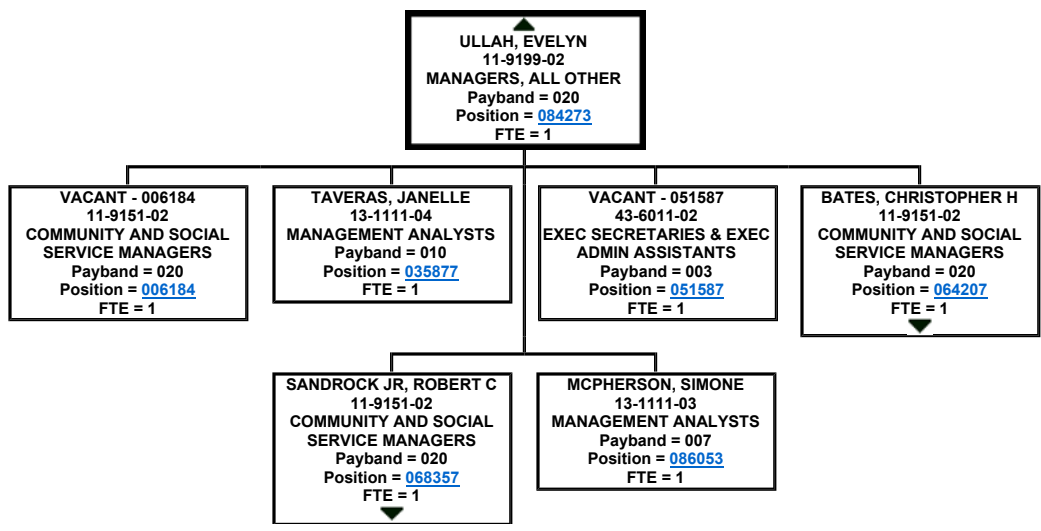 ULLAH, EVELYN
11-9199-02
MANAGERS, ALL OTHER
Payband = 020
Position = 084273
FTE = 1
VACANT - 006184
11-9151-02
COMMUNITY AND SOCIAL
SERVICE MANAGERS
Payband = 020
Position = 006184
FTE = 1
TAVERAS, JANELLE
13-1111-04
MANAGEMENT ANALYSTS
Payband = 010
Position = 035877
FTE = 1
VACANT - 051587
43-6011-02
EXEC SECRETARIES & EXEC
ADMIN ASSISTANTS
Payband = 003
Position = 051587
FTE = 1
BATES, CHRISTOPHER H
11-9151-02
COMMUNITY AND SOCIAL
SERVICE MANAGERS
Payband = 020
Position = 064207
FTE = 1
SANDROCK JR, ROBERT C
11-9151-02
COMMUNITY AND SOCIAL
SERVICE MANAGERS
Payband = 020
Position = 068357
FTE = 1
MCPHERSON, SIMONE
13-1111-03
MANAGEMENT ANALYSTS
Payband = 007
Position = 086053
FTE = 1